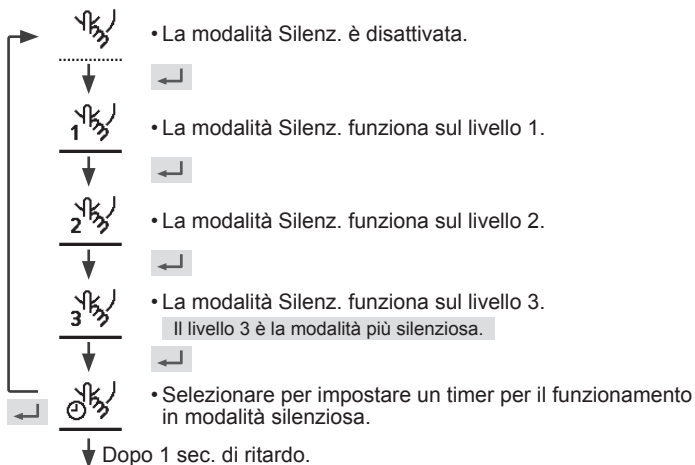 • La modalità Silenz. è disattivata.
1
• La modalità Silenz. funziona sul livello 1.
2
• La modalità Silenz. funziona sul livello 2.
3
• La modalità Silenz. funziona sul livello 3.
Il livello 3 è la modalità più silenziosa.
• Selezionare per impostare un timer per il funzionamento
in modalità silenziosa.
Dopo 1 sec. di ritardo.